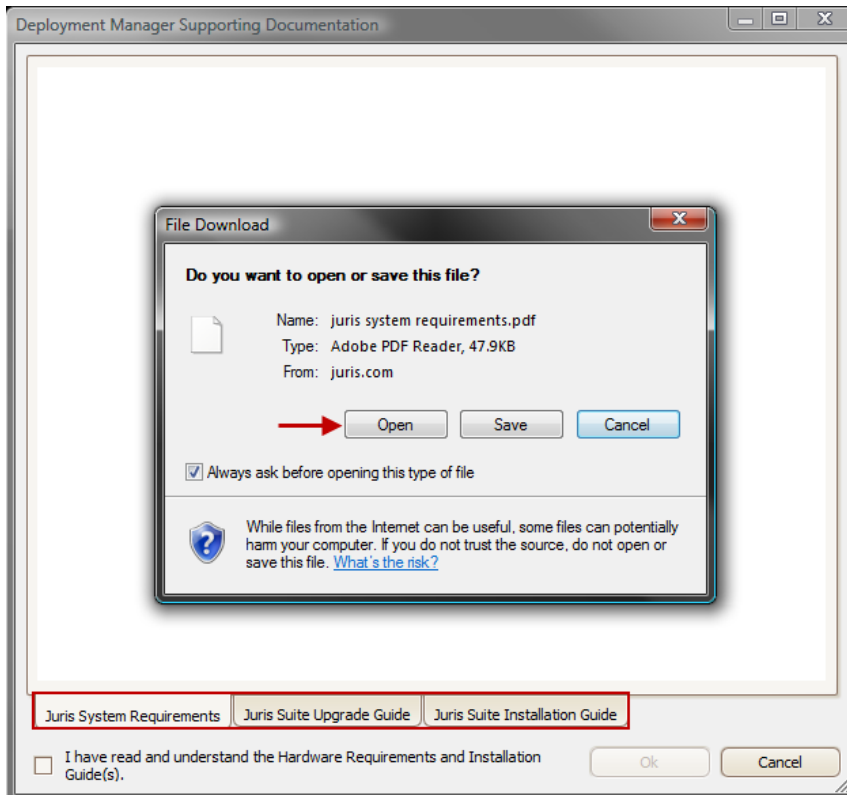 Deployment Manager Supporting Documentation
File Download
Do you want to open or save this file?
Name: juris system requirements.pdf
Type: Adobe PDF Reader, 47.9KB
From: juris.com
Open Save Cancel
Always ask before opening this type of file
While files from the Internet can be useful, some files can potentially
harm your computer. If you do not trust the source, do not open or
save this file. What's the risk?
Juris System Requirements Juris Suite Upgrade Guide Juris Suite Installation Guide
I have read and understand the Hardware Requirements and Installation
Guide(s).
Ok Cancel